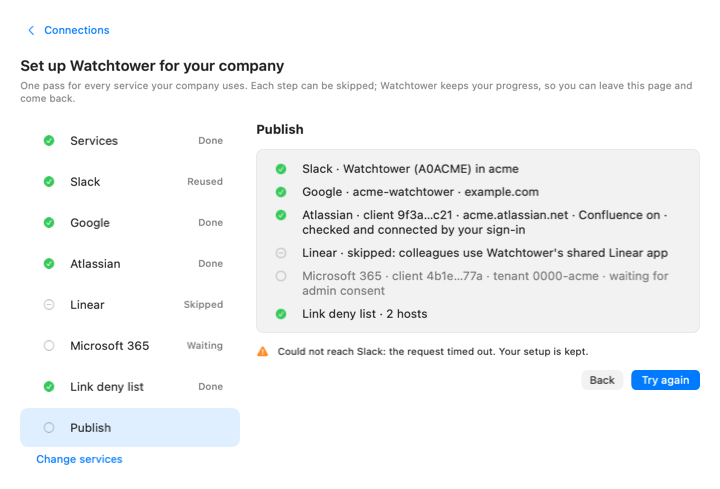 Connections
Set up Watchtower for your company
One pass for every service your company uses. Each step can be skipped; Watchtower keeps your progress, so you can leave this page and
come back.
Services Done
Slack Reused
Google Done
Atlassian Done
Linear Skipped
Microsoft 365 Waiting
Link deny list Done
Publish
Change services
Publish
Slack · Watchtower (A0ACME) in acme
Google · acme-watchtower · example.com
Atlassian · client 9f3a…c21 · acme.atlassian.net · Confluence on ·
checked and connected by your sign-in
Linear · skipped: colleagues use Watchtower's shared Linear app
Microsoft 365 · client 4b1e…77a · tenant 0000-acme · waiting for
admin consent
Link deny list · 2 hosts
Could not reach Slack: the request timed out. Your setup is kept.
Back
Try again